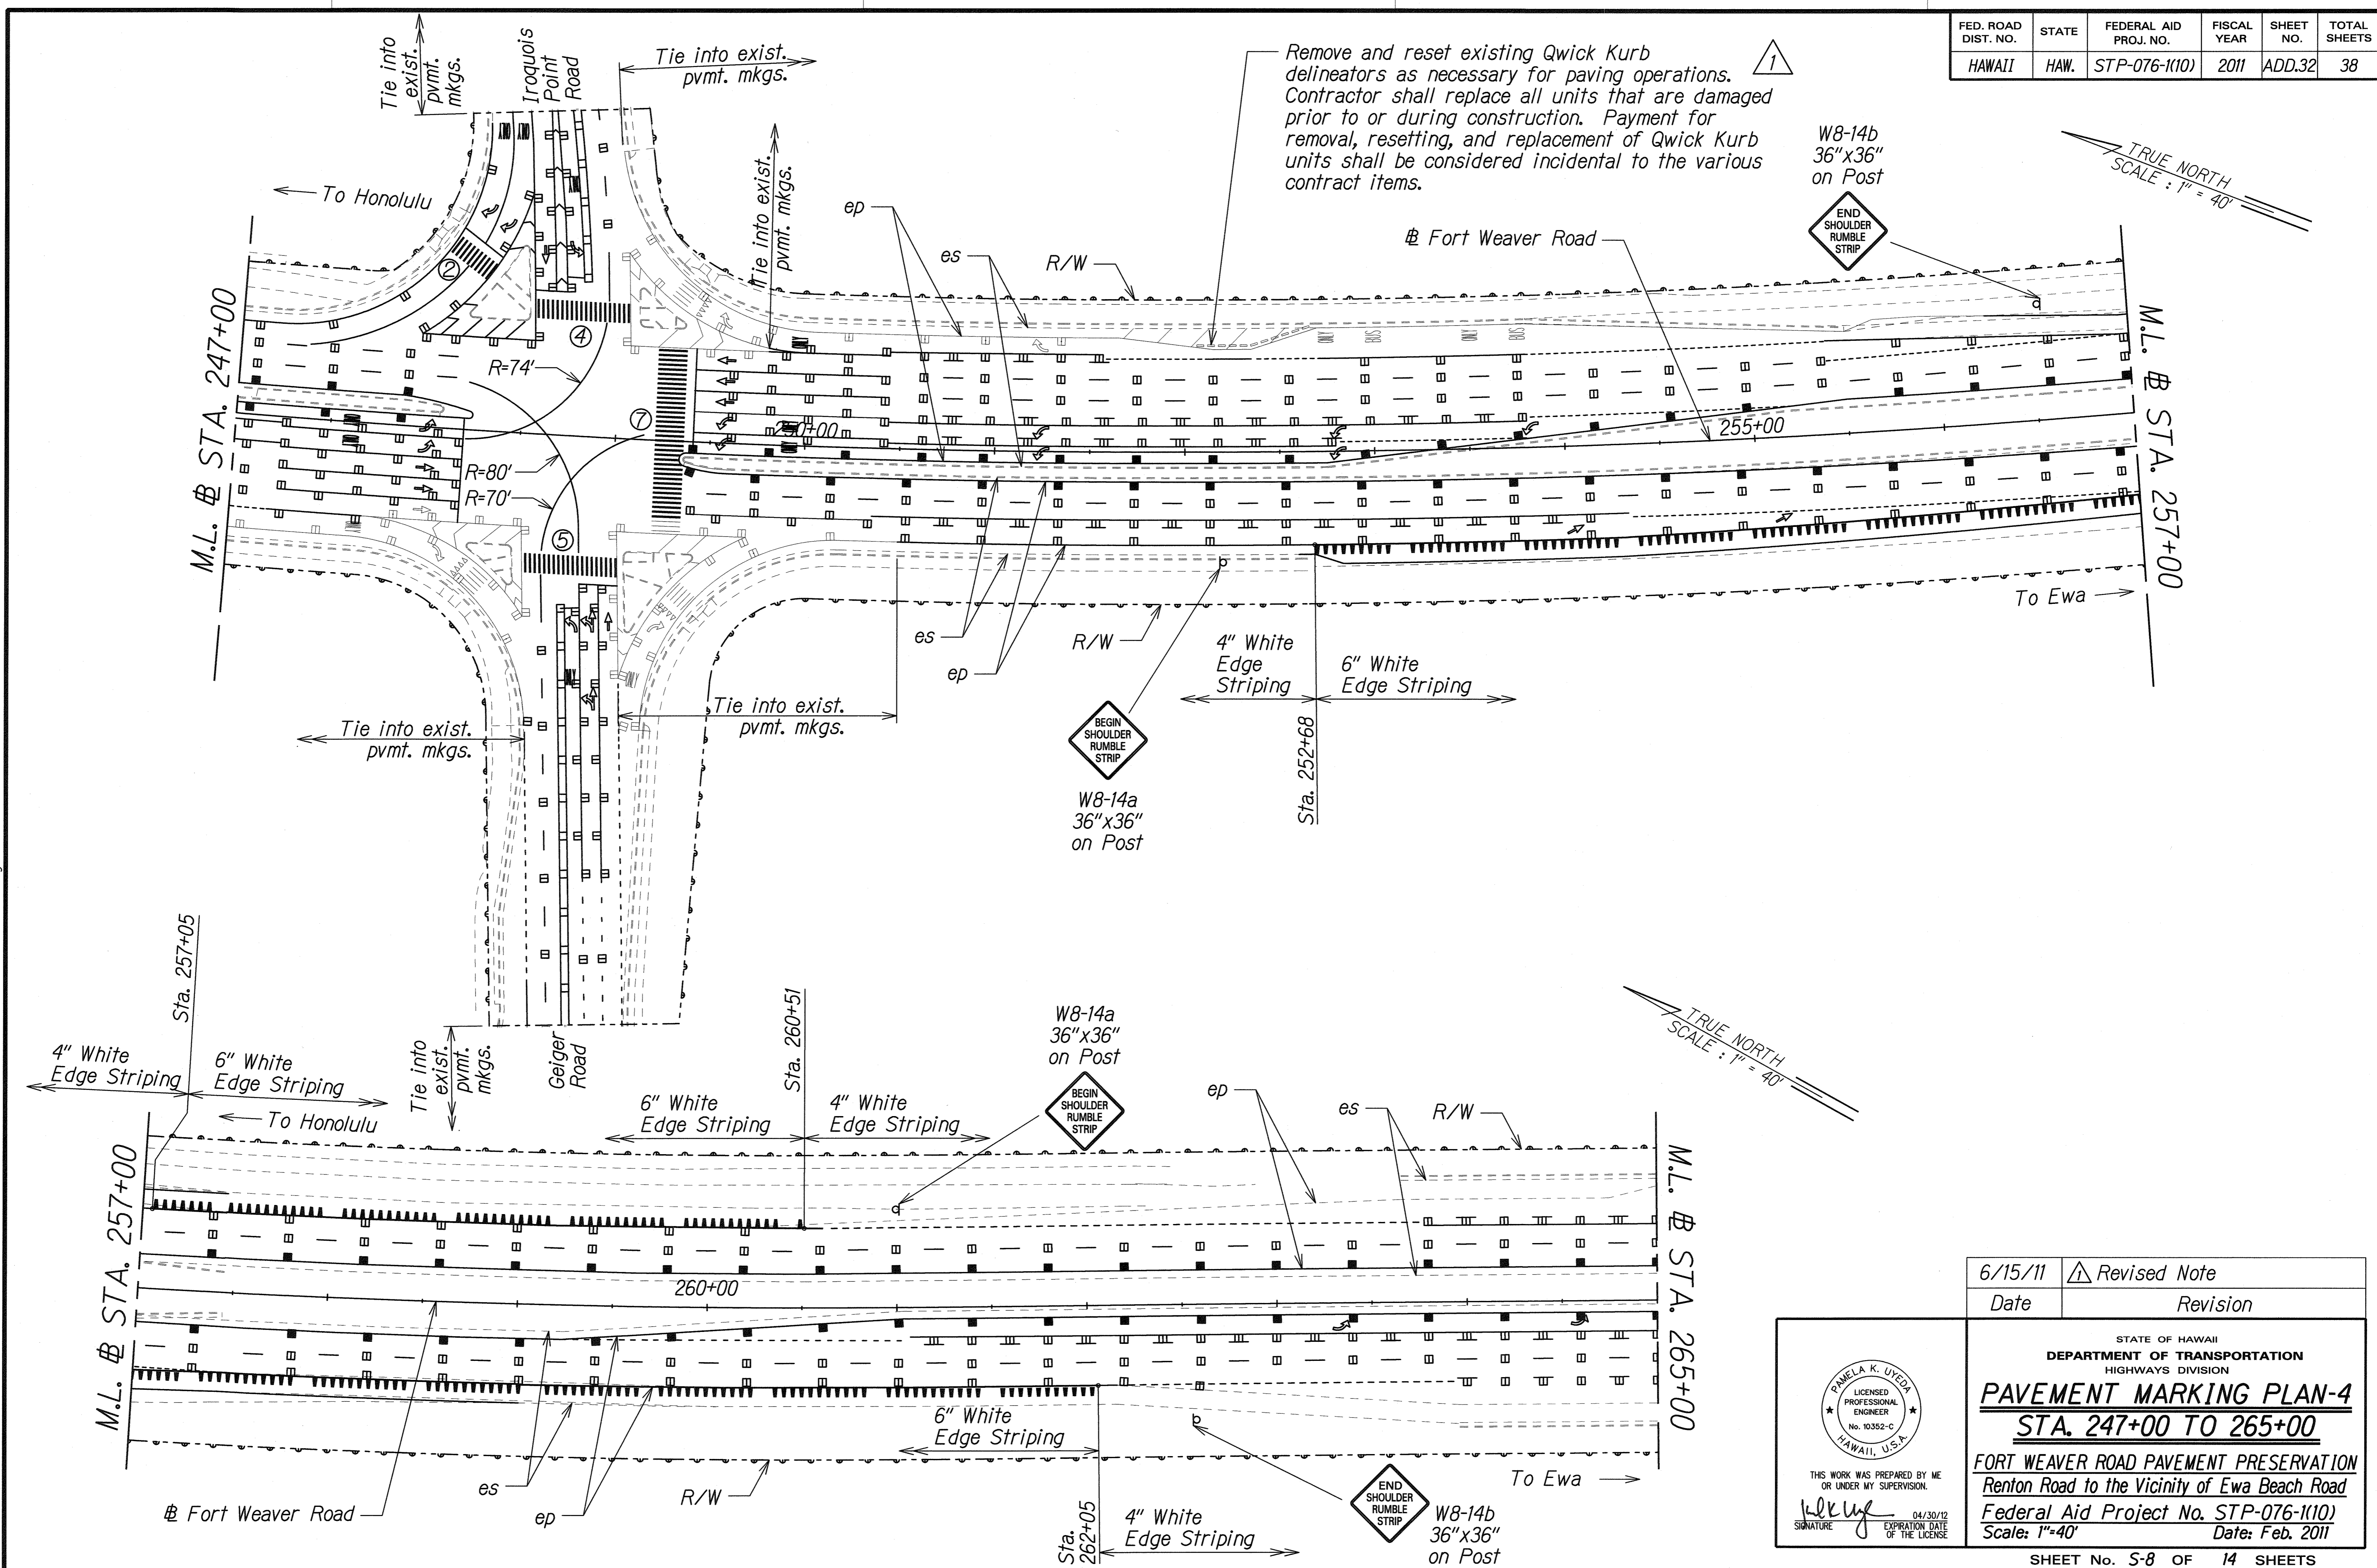 FED. ROAD DIST. NO.
STATE
FEDERAL AID PROJ. NO.
FISCAL YEAR
SHEET NO.
TOTAL SHEETS
HAWAII
HAW.
STP-076-1(10)
2011
ADD.32
38
Tie into
exist.
pvmt.
mkgs.
Iroquois
Point
Road
Tie into exist.
pvmt. mkgs.
Remove and reset existing Qwick Kurb
delineators as necessary for paving operations.
Contractor shall replace all units that are damaged
prior to or during construction. Payment for
removal, resetting, and replacement of Qwick Kurb
units shall be considered incidental to the various
contract items.
1
W8-14b
36"x36"
on Post
END
SHOULDER
RUMBLE
STRIP
TRUE NORTH
SCALE : 1" = 40'
To Honolulu
Tie into exist.
pvmt. mkgs.
ep
es
R/W
℄ Fort Weaver Road
M.L. ℄ STA. 247+00
2
4
R=74'
7
250+00
255+00
R=80'
R=70'
5
ONLY
BUS
ONLY
BUS
M.L. ℄ STA. 257+00
To Ewa
es
ep
R/W
4" White
Edge
Striping
6" White
Edge Striping
Sta. 252+68
Tie into exist.
pvmt. mkgs.
Tie into exist.
pvmt. mkgs.
BEGIN
SHOULDER
RUMBLE
STRIP
W8-14a
36"x36"
on Post
Sta. 257+05
4" White
Edge Striping
6" White
Edge Striping
To Honolulu
Tie into
exist.
pvmt.
mkgs.
Geiger
Road
6" White
Edge Striping
Sta. 260+51
4" White
Edge Striping
W8-14a
36"x36"
on Post
BEGIN
SHOULDER
RUMBLE
STRIP
ep
es
R/W
TRUE NORTH
SCALE : 1" = 40'
M.L. ℄ STA. 257+00
260+00
M.L. ℄ STA. 265+00
℄ Fort Weaver Road
es
ep
R/W
6" White
Edge Striping
Sta.
262+05
4" White
Edge Striping
END
SHOULDER
RUMBLE
STRIP
W8-14b
36"x36"
on Post
To Ewa
6/15/11
1 Revised Note
Date
Revision
PAMELA K. UYEDA
LICENSED
PROFESSIONAL
ENGINEER
No. 10352-C
HAWAII, U.S.A.
THIS WORK WAS PREPARED BY ME
OR UNDER MY SUPERVISION.
SIGNATURE
04/30/12
EXPIRATION DATE
OF THE LICENSE
STATE OF HAWAII
DEPARTMENT OF TRANSPORTATION
HIGHWAYS DIVISION
PAVEMENT MARKING PLAN-4
STA. 247+00 TO 265+00
FORT WEAVER ROAD PAVEMENT PRESERVATION
Renton Road to the Vicinity of Ewa Beach Road
Federal Aid Project No. STP-076-1(10)
Scale: 1"=40'
Date: Feb. 2011
SHEET No. S-8 OF 14 SHEETS